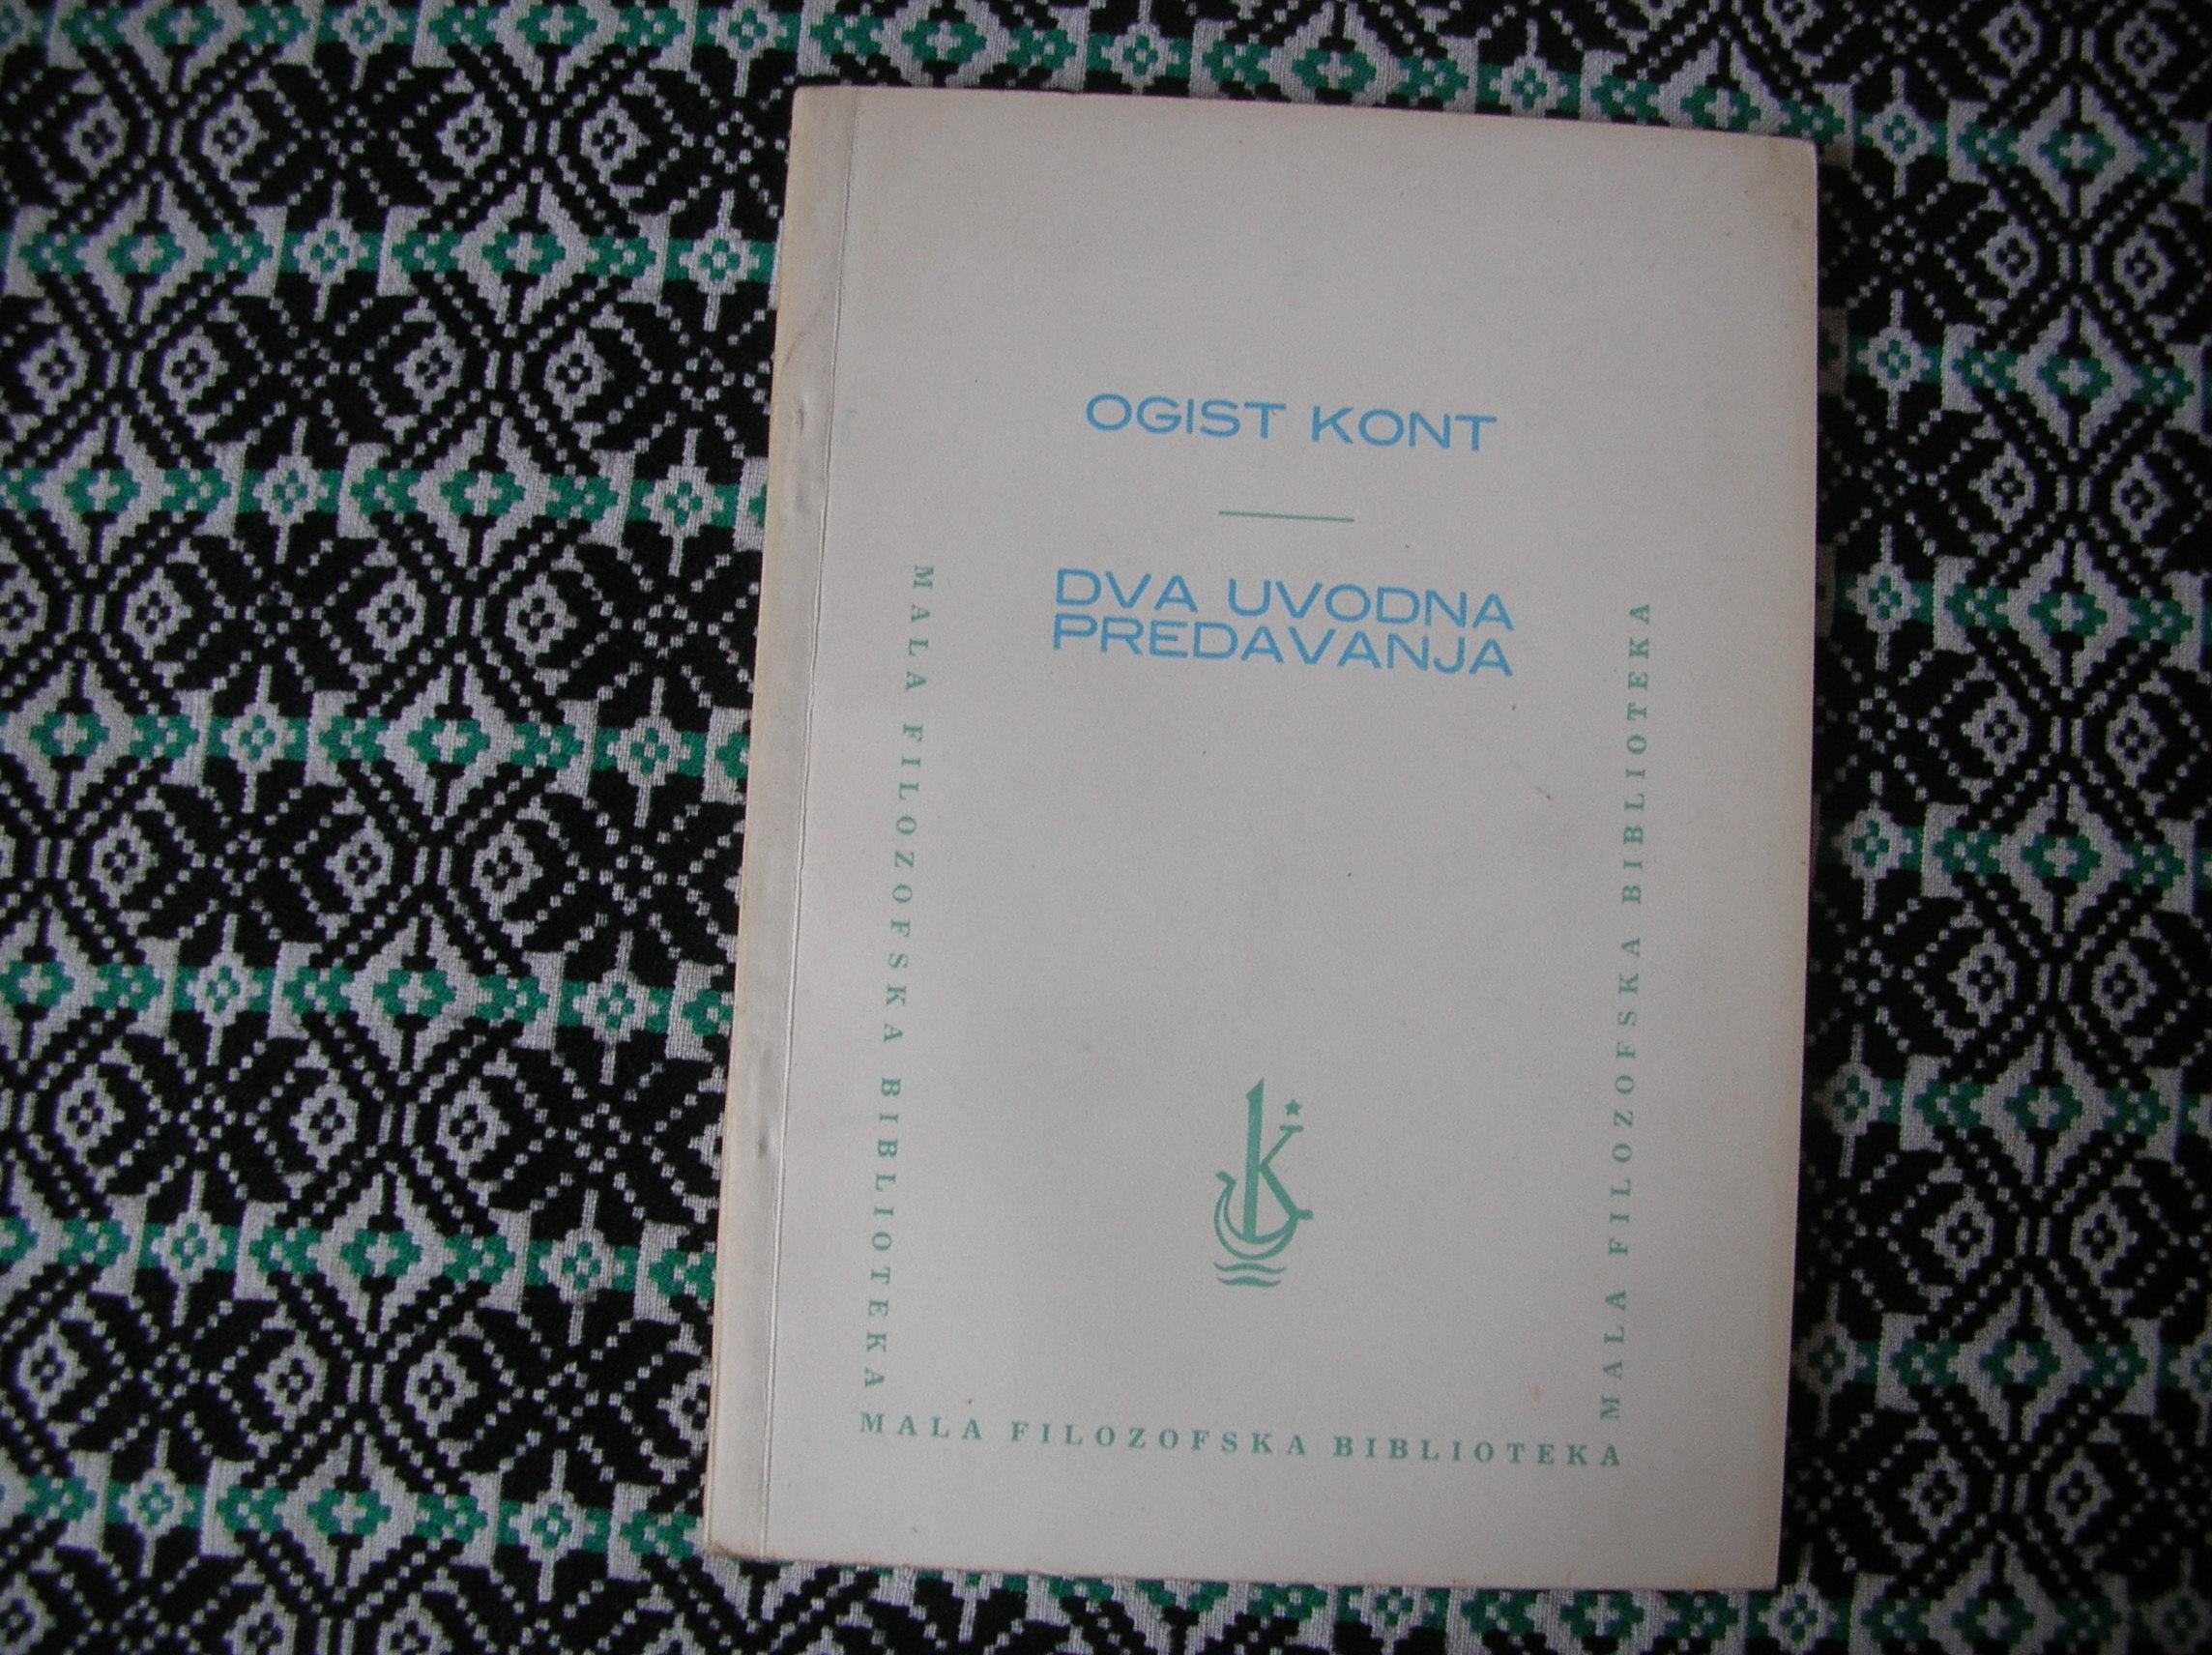 OGIST KONT
DVA UVODNA
PREDAVANJA
MALA FILOZOFSKA BIBLIOTEKA
MALA FILOZOFSKA BIBLIOTEKA
MALA FILOZOFSKA BIBLIOTEKA
K